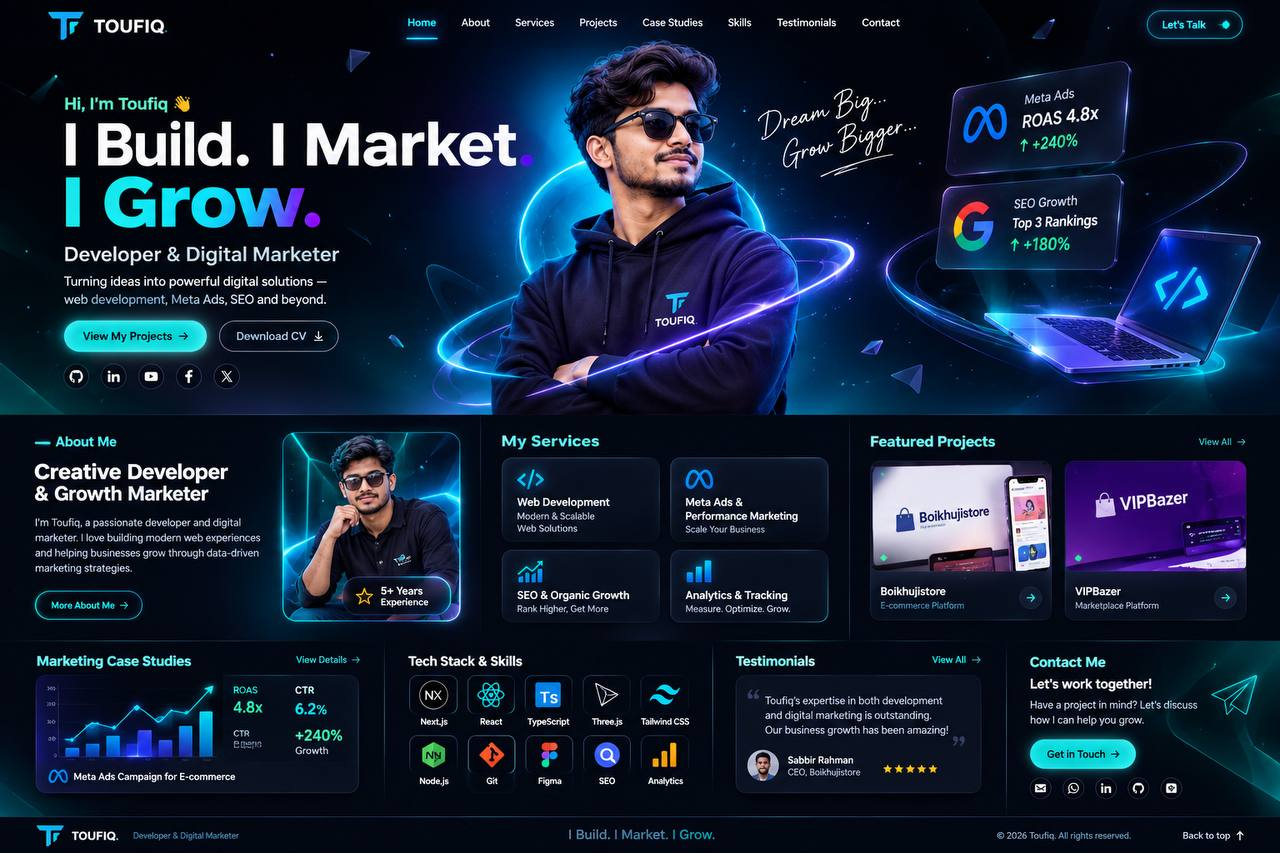 TOUFIQ.
Home
About
Services
Projects
Case Studies
Skills
Testimonials
Contact
Let's Talk
Hi, I'm Toufiq 👋
I Build. I Market.
I Grow.
Developer & Digital Marketer
Turning ideas into powerful digital solutions —
web development, Meta Ads, SEO and beyond.
View My Projects →
Download CV
Dream Big...
Grow Bigger...
TOUFIQ.
Meta Ads
ROAS 4.8x
↑ +240%
SEO Growth
Top 3 Rankings
↑ +180%
</>
About Me
Creative Developer
& Growth Marketer
I'm Toufiq, a passionate developer and digital
marketer. I love building modern web experiences
and helping businesses grow through data-driven
marketing strategies.
More About Me →
5+ Years
Experience
My Services
</>
Web Development
Modern & Scalable
Web Solutions
Meta Ads &
Performance Marketing
Scale Your Business
SEO & Organic Growth
Rank Higher, Get More
Analytics & Tracking
Measure. Optimize. Grow.
Featured Projects
View All →
Boikhujistore
VIPBazer
Boikhujistore
E-commerce Platform
VIPBazer
Marketplace Platform
Marketing Case Studies
View Details →
ROAS
4.8x
CTR
6.2%
CTR
+240%
Growth
Meta Ads Campaign for E-commerce
Tech Stack & Skills
NX
Next.js
React
Ts
TypeScript
Three.js
Tailwind CSS
Node.js
Git
Figma
SEO
Analytics
Testimonials
View All →
“ Toufiq's expertise in both development
and digital marketing is outstanding.
Our business growth has been amazing! ”
Sabbir Rahman
CEO, Boikhujistore
★★★★★
Contact Me
Let's work together!
Have a project in mind? Let's discuss
how I can help you grow.
Get in Touch →
TOUFIQ.
Developer & Digital Marketer
I Build. I Market. I Grow.
© 2026 Toufiq. All rights reserved.
Back to top ↑